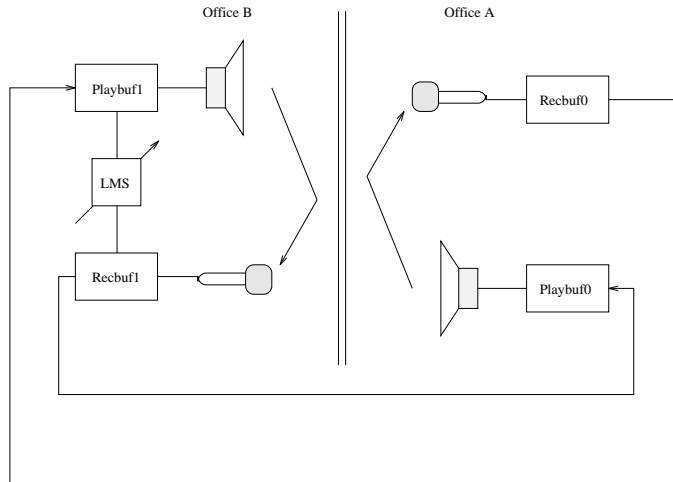 Office B
Office A
Playbuf1
Recbuf0
LMS
Recbuf1
Playbuf0